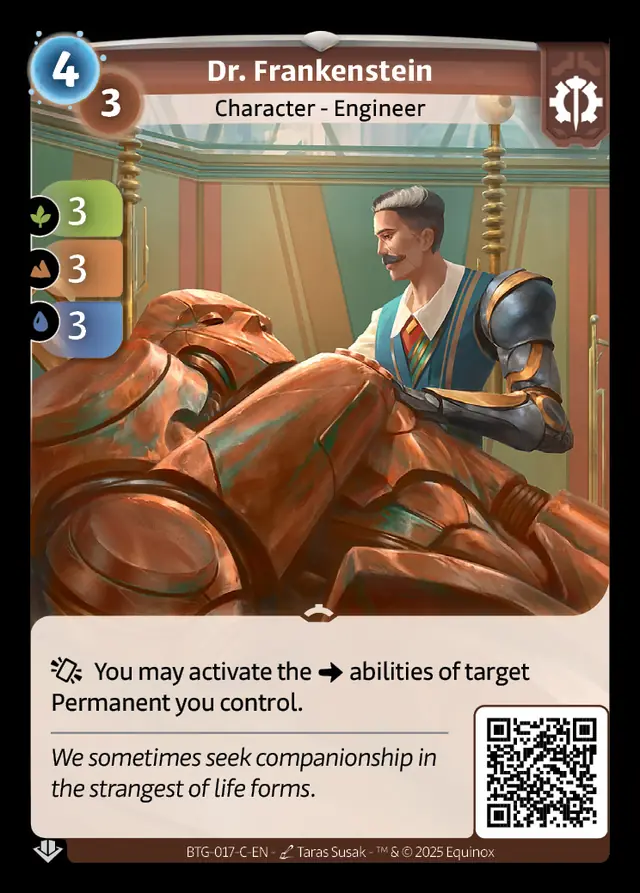 4
Dr. Frankenstein
3
Character - Engineer
3
3
3
You may activate the ➔ abilities of target
Permanent you control.
We sometimes seek companionship in
the strangest of life forms.
BTG-017-C-EN - Taras Susak - ™ & © 2025 Equinox